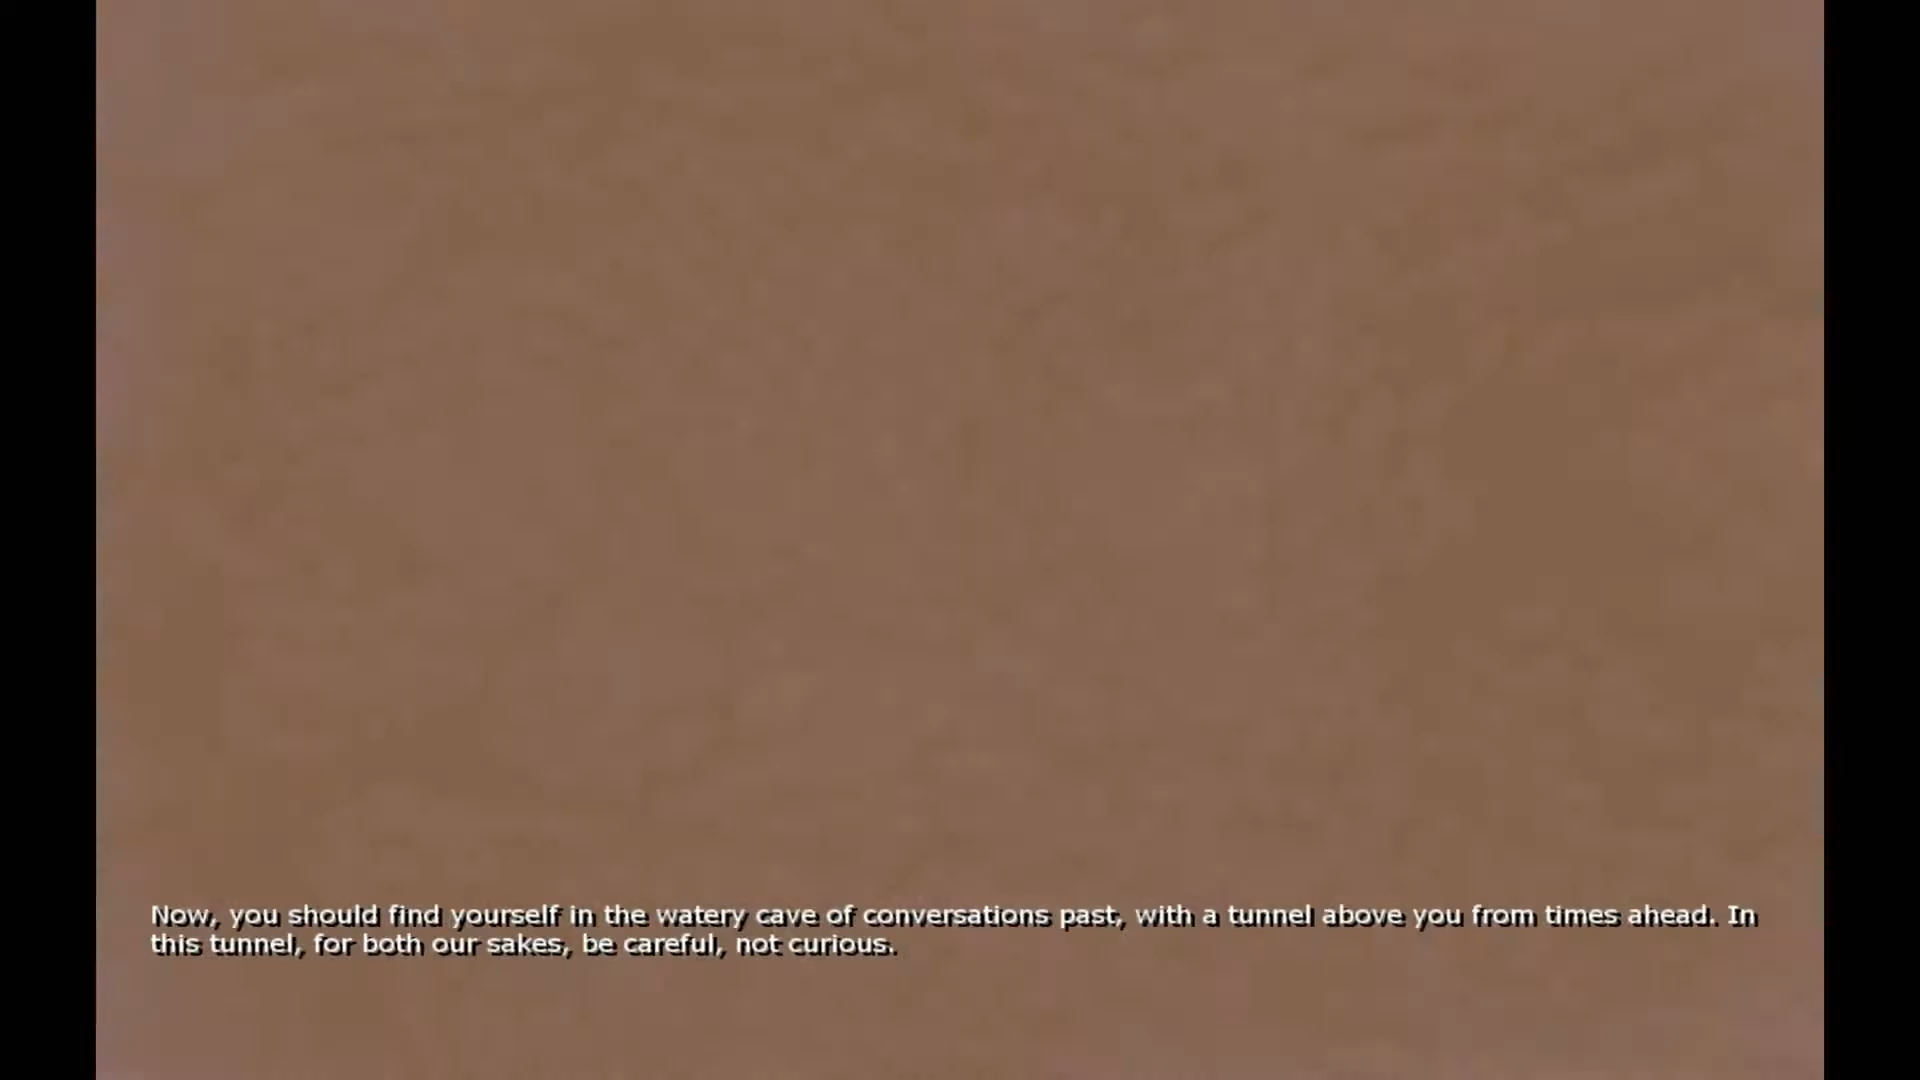 Now, you should find yourself in the watery cave of conversations past, with a tunnel above you from times ahead. In
this tunnel, for both our sakes, be careful, not curious.